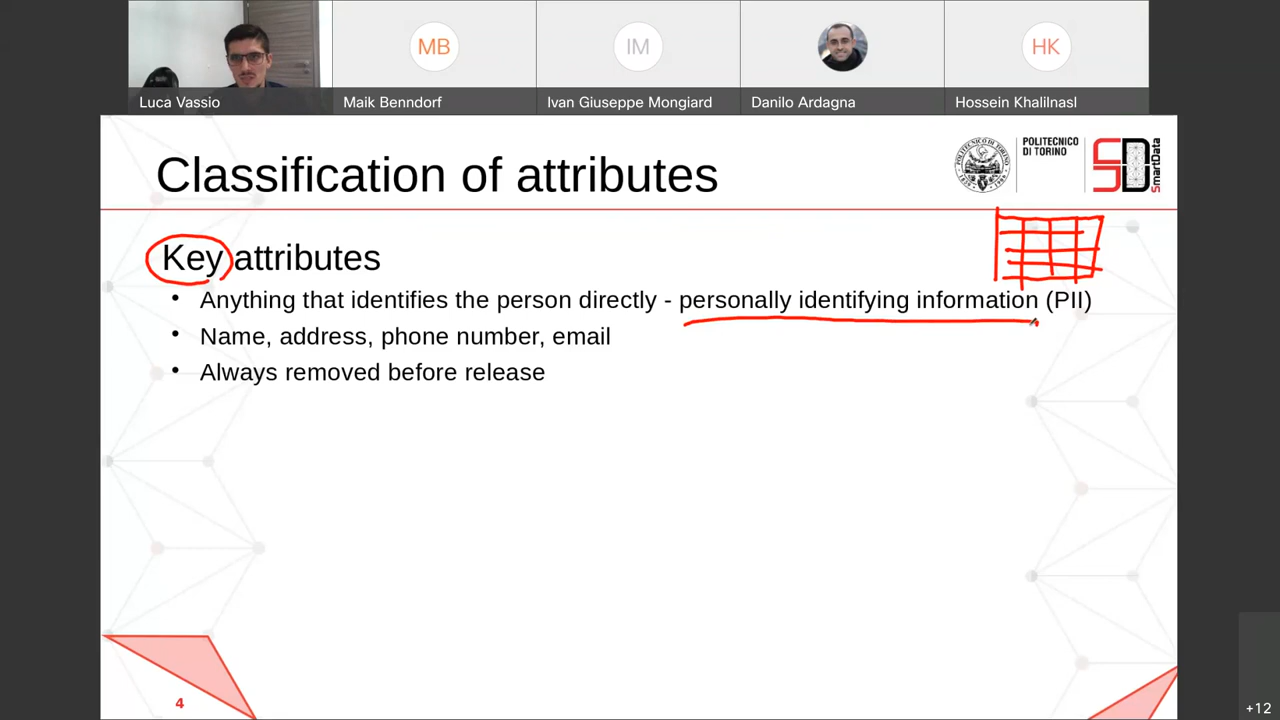 MB
IM
HK
Luca Vassio
Maik Benndorf
Ivan Giuseppe Mongiard
Danilo Ardagna
Hossein Khalilnasl
Classification of attributes
POLITECNICO
DI TORINO
SmartData
Key attributes
• Anything that identifies the person directly - personally identifying information (PII)
• Name, address, phone number, email
• Always removed before release
4
+12